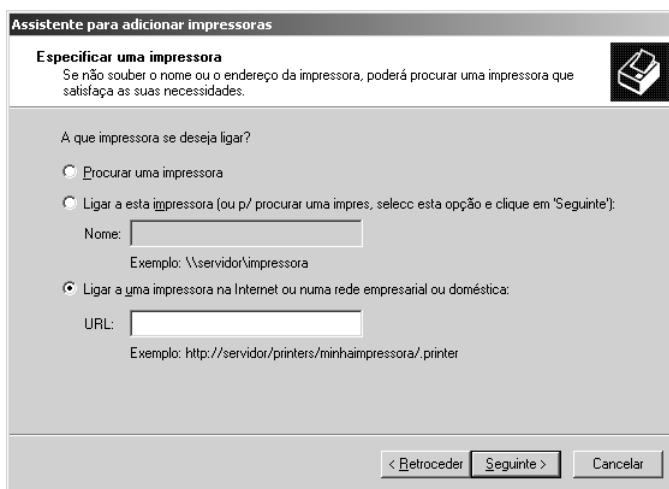 Assistente para adicionar impressoras
Especificar uma impressora
Se não souber o nome ou o endereço da impressora, poderá procurar uma impressora que
satisfaça as suas necessidades.
A que impressora se deseja ligar?
Procurar uma impressora
Ligar a esta impressora (ou p/ procurar uma impres, selecc esta opção e clique em 'Seguinte'):
Nome:
Exemplo: \\servidor\impressora
Ligar a uma impressora na Internet ou numa rede empresarial ou doméstica:
URL:
Exemplo: http://servidor/printers/minhaimpressora/.printer
< Retroceder Seguinte > Cancelar